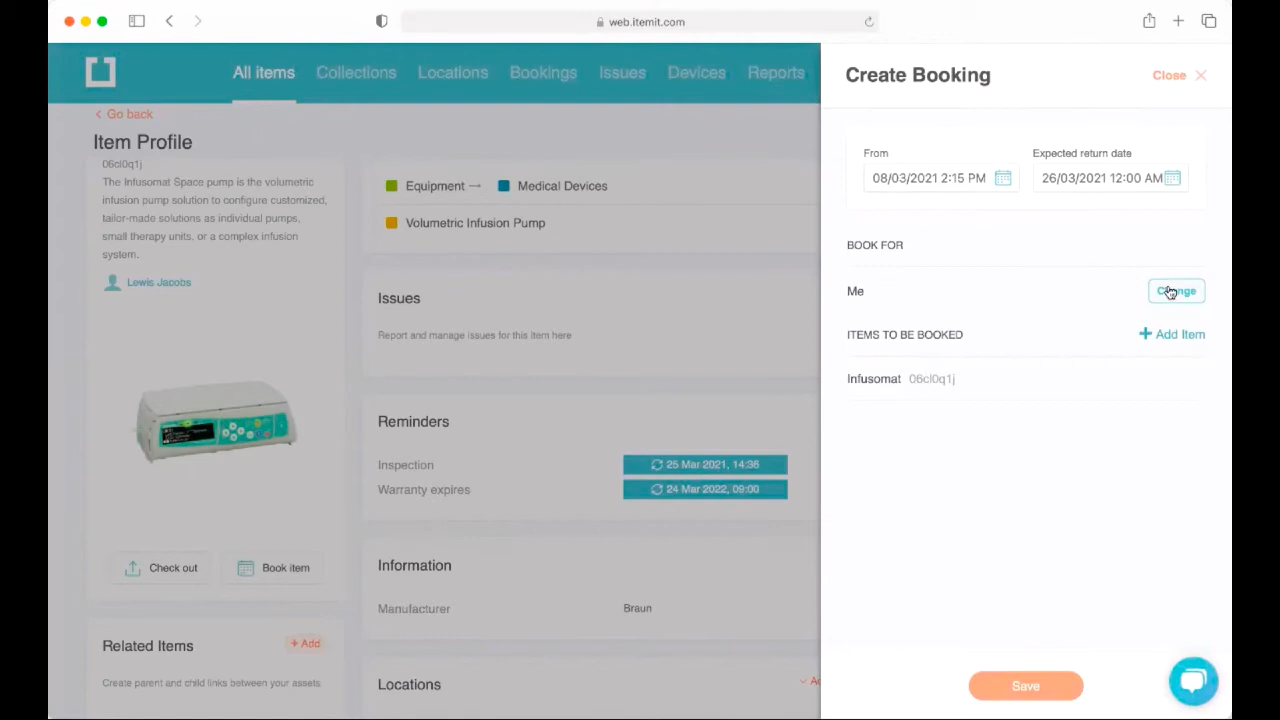 web.itemit.com
All items Collections Locations Bookings Issues Devices Reports
Go back
Item Profile
06cl0q1j
The Infusomat Space pump is the volumetric
infusion pump solution to configure customized,
tailor-made solutions as individual pumps,
small therapy units, or a complex infusion
system.
Lewis Jacobs
Check out Book item
Related Items + Add
Create parent and child links between your assets.
Equipment → Medical Devices
Volumetric Infusion Pump
Issues
Report and manage issues for this item here
Reminders
Inspection 25 Mar 2021, 14:36
Warranty expires 24 Mar 2022, 09:00
Information
Manufacturer Braun
Locations
Create Booking Close
From Expected return date
08/03/2021 2:15 PM 26/03/2021 12:00 AM
BOOK FOR
Me Change
ITEMS TO BE BOOKED + Add Item
Infusomat 06cl0q1j
Save